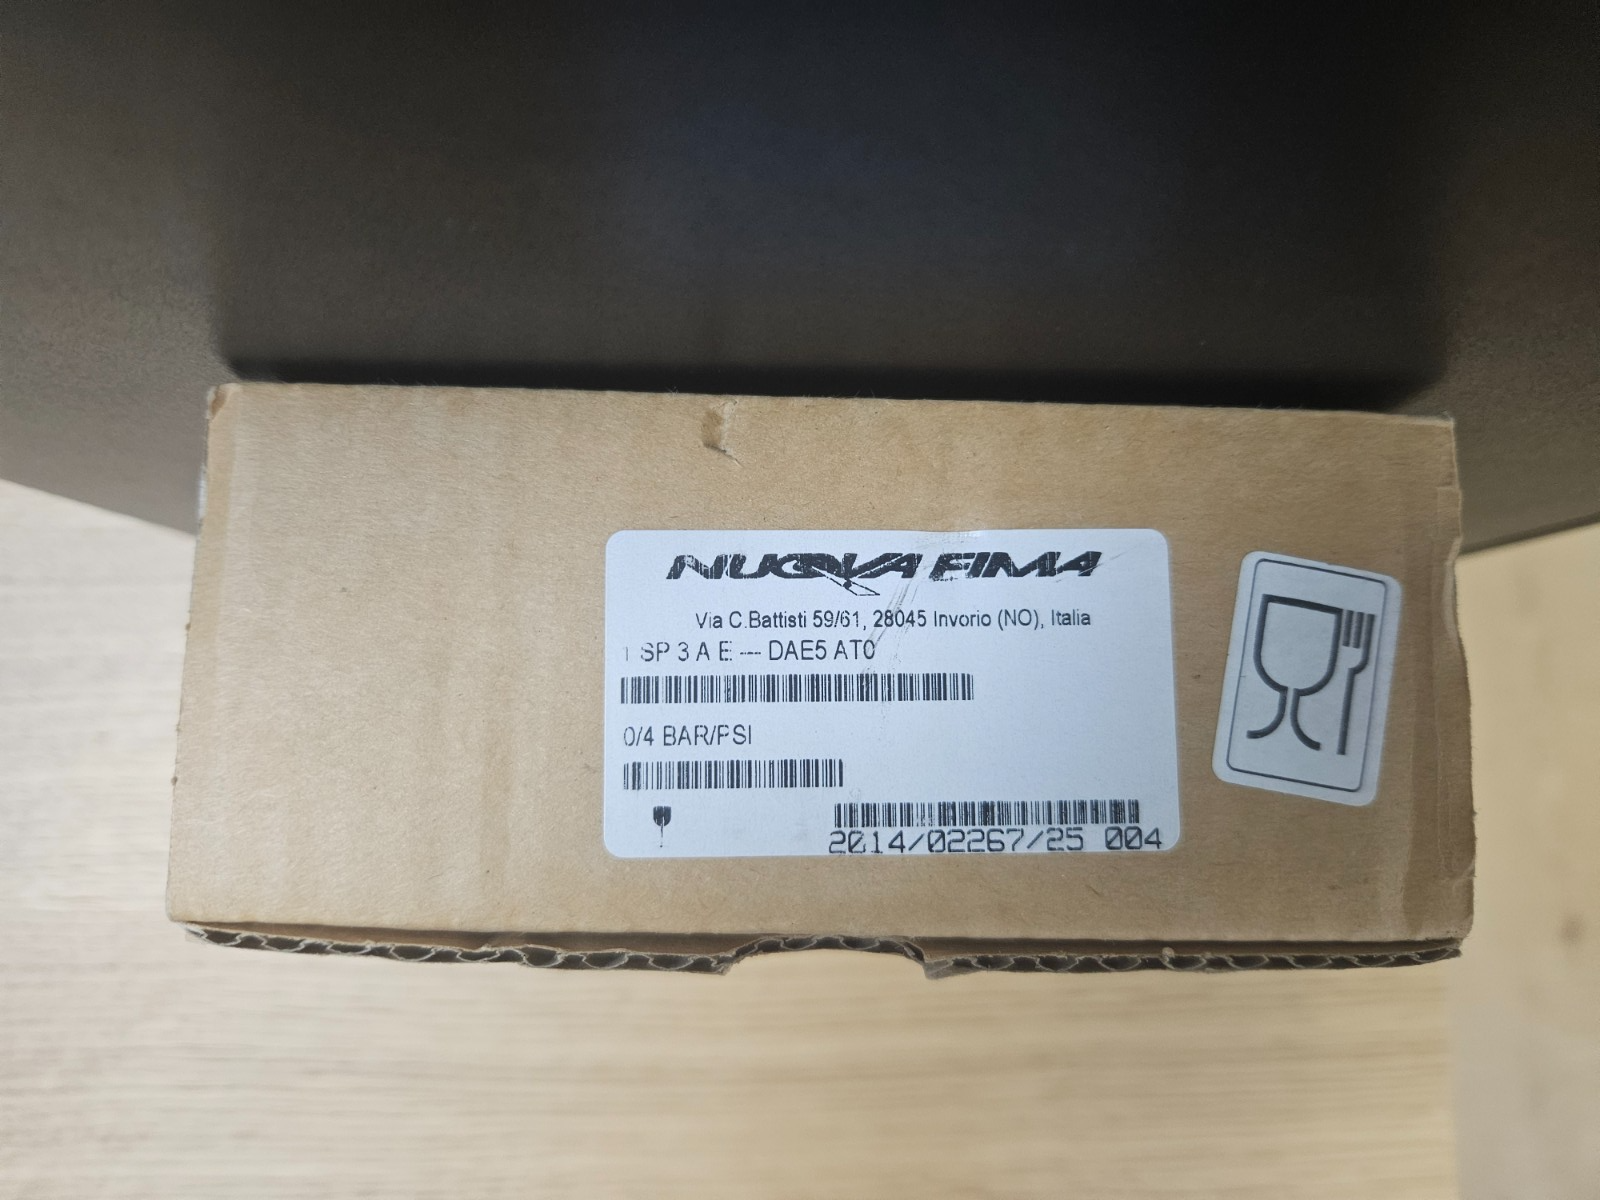 NUOVA FIMA
Via C.Battisti 59/61, 28045 Invorio (NO), Italia
1 SP 3 A E --- DAE5 AT0
0/4 BAR/PSI
2014/02267/25 004